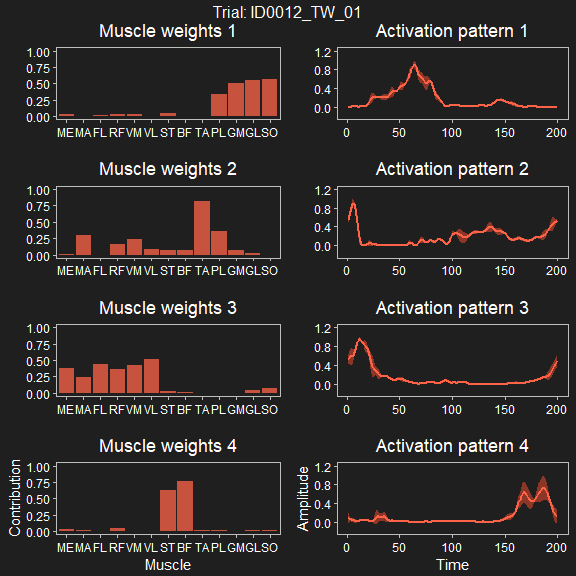 Trial: ID0012_TW_01
Muscle weights 1
Activation pattern 1
1.00
0.75
0.50
0.25
0.00
ME MA FL RF VM VL ST BF TA PL GM GL SO
1.2
0.8
0.4
0.0
0 50 100 150 200
Muscle weights 2
Activation pattern 2
1.00
0.75
0.50
0.25
0.00
ME MA FL RF VM VL ST BF TA PL GM GL SO
1.2
0.8
0.4
0.0
0 50 100 150 200
Muscle weights 3
Activation pattern 3
1.00
0.75
0.50
0.25
0.00
ME MA FL RF VM VL ST BF TA PL GM GL SO
1.2
0.8
0.4
0.0
0 50 100 150 200
Muscle weights 4
Activation pattern 4
Contribution
1.00
0.75
0.50
0.25
0.00
ME MA FL RF VM VL ST BF TA PL GM GL SO
Muscle
Amplitude
1.2
0.8
0.4
0.0
0 50 100 150 200
Time